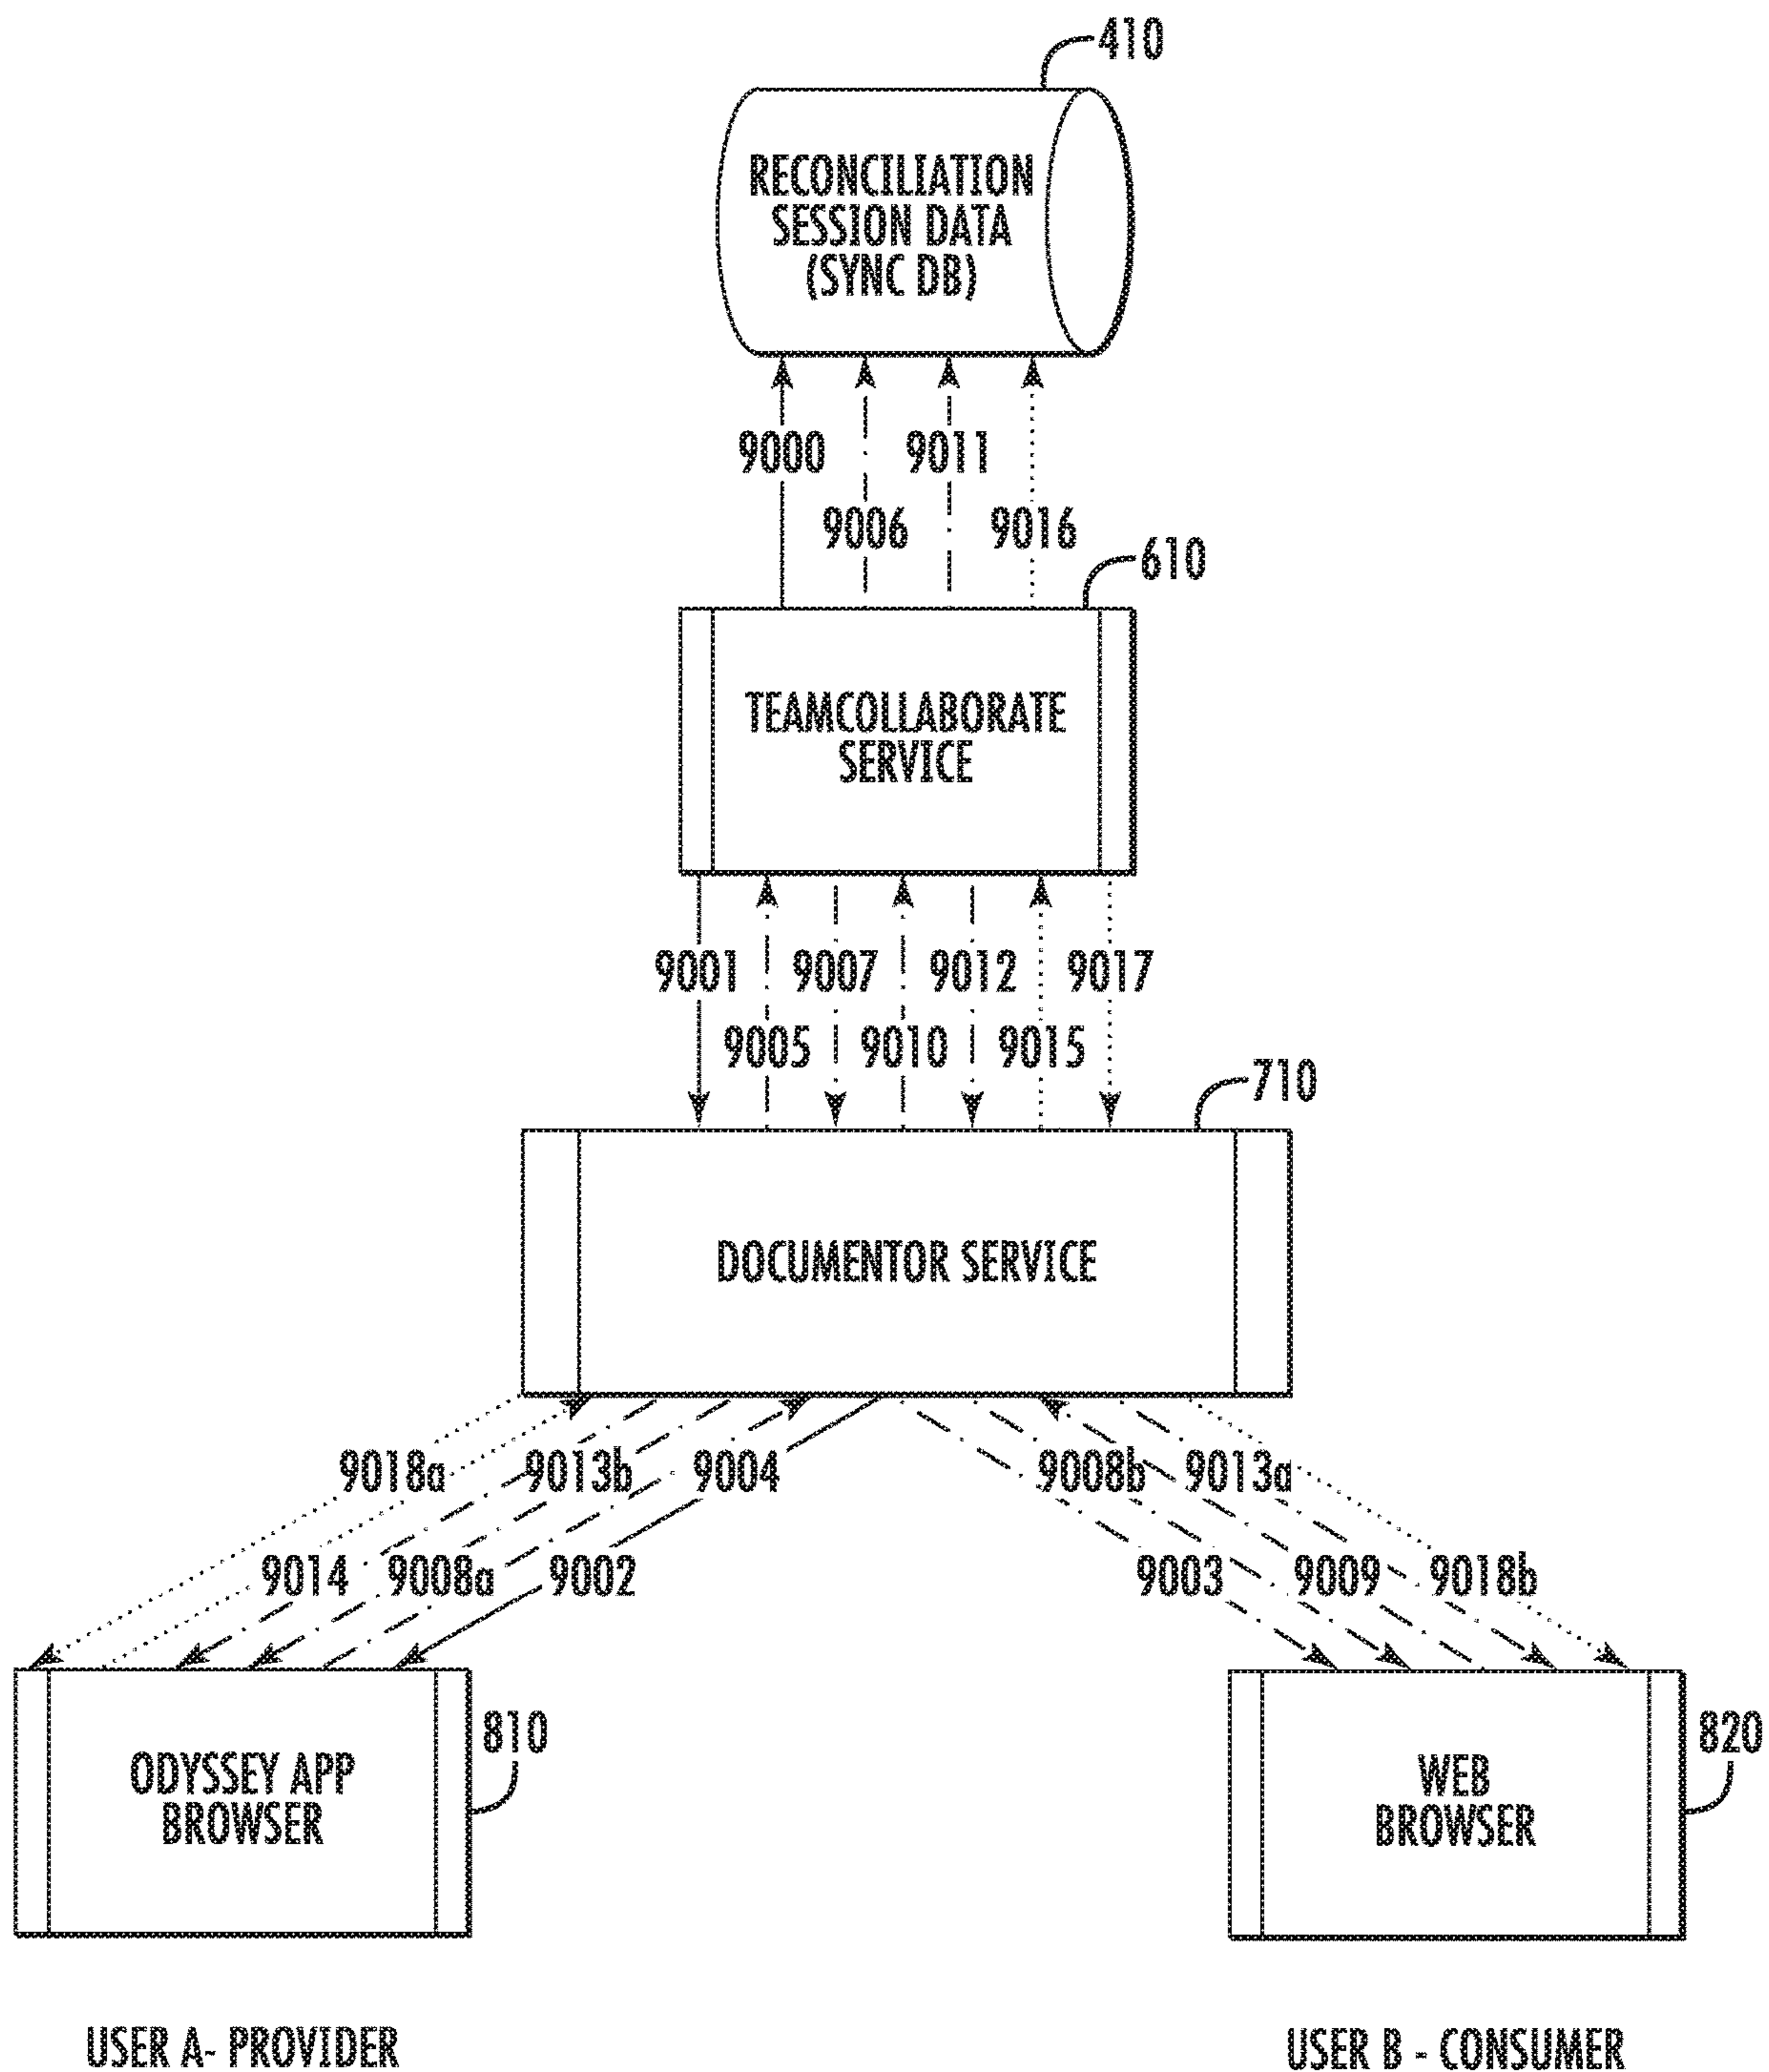 410
RECONCILIATION
SESSION DATA
(SYNC DB)
9000
9011
9006
9016
610
TEAMCOLLABORATE
SERVICE
9001
9007
9012
9017
9005
9010
9015
710
DOCUMENTOR SERVICE
9018a
9013b
9004
9008b
9013a
9014
9008a
9002
9003
9009
9018b
810
820
ODYSSEY APP
BROWSER
WEB
BROWSER
USER A- PROVIDER
USER B - CONSUMER